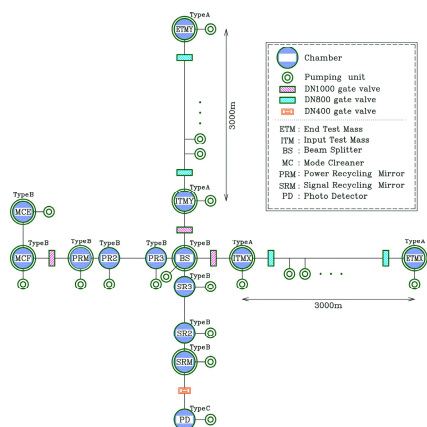 TypeA
ETMY
3000m
TypeA
ITMY
Chamber
Pumping unit
DN1000 gate valve
DN800 gate valve
DN400 gate valve
ETM : End Test Mass
ITM : Input Test Mass
BS : Beam Splitter
MC : Mode Clreaner
PRM : Power Recycling Mirror
SRM : Signal Recycling Mirror
PD : Photo Detector
TypeB
MCE
TypeB
MCF
TypeB
PRM
TypeB
PR2
TypeB
PR3
TypeB
BS
TypeA
ITMX
TypeA
ETMX
3000m
TypeB
SR3
TypeB
SR2
TypeB
SRM
TypeC
PD